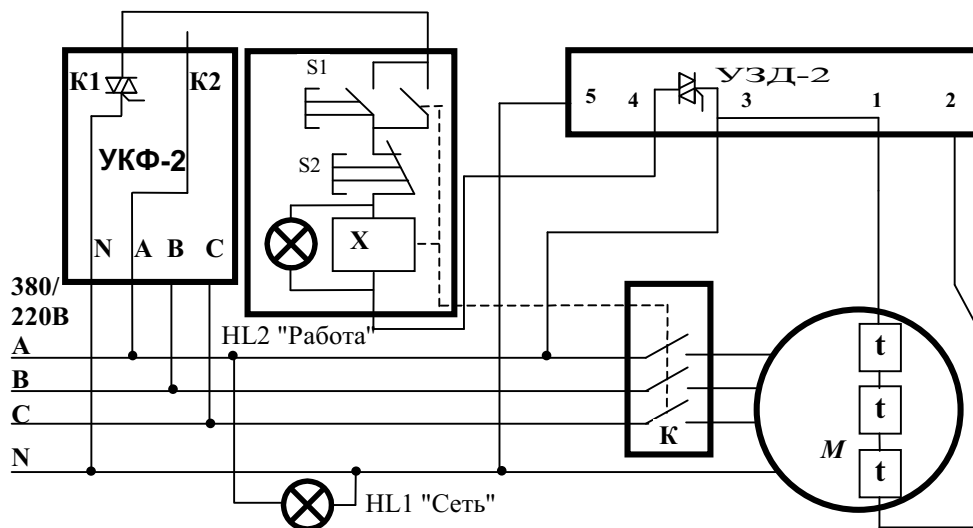 К1
К2
УКФ-2
N A B C
S1
S2
X
УЗД-2
5 4 3 1 2
380/
220В
HL2 "Работа"
A
B
C
N
К
HL1 "Сеть"
M
t
t
t